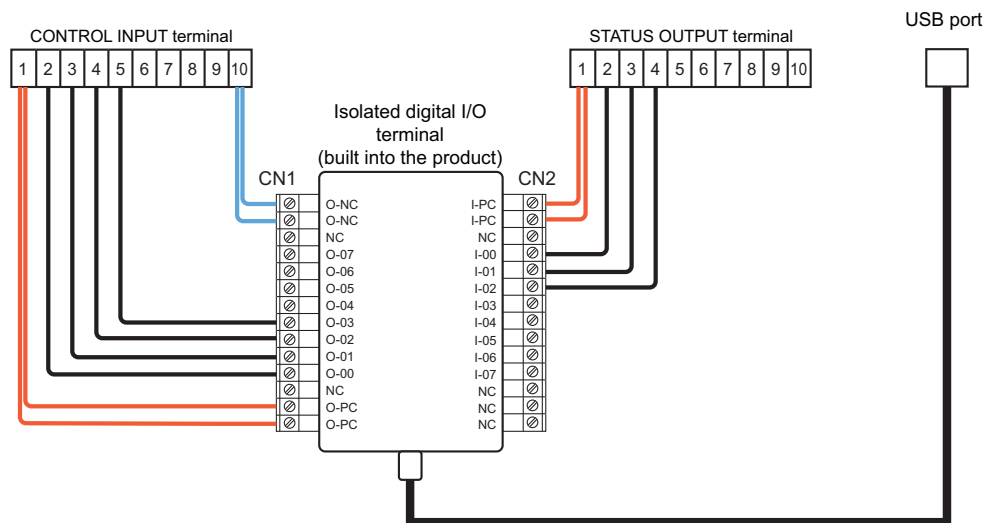 USB port
CONTROL INPUT terminal
1 2 3 4 5 6 7 8 9 10
STATUS OUTPUT terminal
1 2 3 4 5 6 7 8 9 10
Isolated digital I/O
terminal
(built into the product)
CN1
CN2
O-NC
O-NC
NC
O-07
O-06
O-05
O-04
O-03
O-02
O-01
O-00
NC
O-PC
O-PC
I-PC
I-PC
NC
I-00
I-01
I-02
I-03
I-04
I-05
I-06
I-07
NC
NC
NC